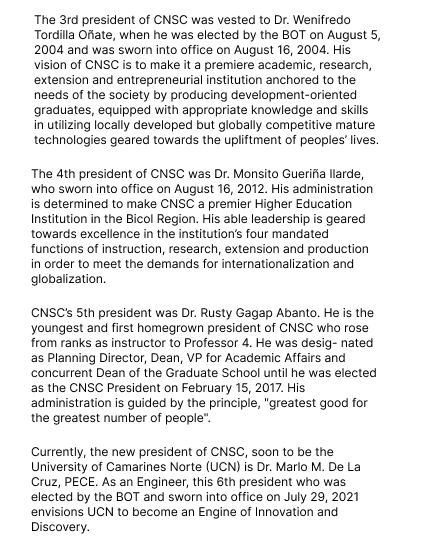 The 3rd president of CNSC was vested to Dr. Wenifredo
Tordilla Oñate, when he was elected by the BOT on August 5,
2004 and was sworn into office on August 16, 2004. His
vision of CNSC is to make it a premiere academic, research,
extension and entrepreneurial institution anchored to the
needs of the society by producing development-oriented
graduates, equipped with appropriate knowledge and skills
in utilizing locally developed but globally competitive mature
technologies geared towards the upliftment of peoples’ lives.
The 4th president of CNSC was Dr. Monsito Gueriña Ilarde,
who sworn into office on August 16, 2012. His administration
is determined to make CNSC a premier Higher Education
Institution in the Bicol Region. His able leadership is geared
towards excellence in the institution’s four mandated
functions of instruction, research, extension and production
in order to meet the demands for internationalization and
globalization.
CNSC’s 5th president was Dr. Rusty Gagap Abanto. He is the
youngest and first homegrown president of CNSC who rose
from ranks as instructor to Professor 4. He was desig- nated
as Planning Director, Dean, VP for Academic Affairs and
concurrent Dean of the Graduate School until he was elected
as the CNSC President on February 15, 2017. His
administration is guided by the principle, "greatest good for
the greatest number of people".
Currently, the new president of CNSC, soon to be the
University of Camarines Norte (UCN) is Dr. Marlo M. De La
Cruz, PECE. As an Engineer, this 6th president who was
elected by the BOT and sworn into office on July 29, 2021
envisions UCN to become an Engine of Innovation and
Discovery.